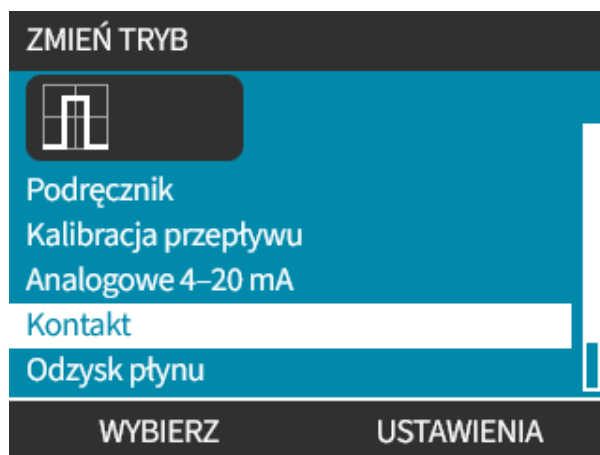 ZMIEŃ TRYB
Podręcznik
Kalibracja przepływu
Analogowe 4–20 mA
Kontakt
Odzysk płynu
WYBIERZ USTAWIENIA